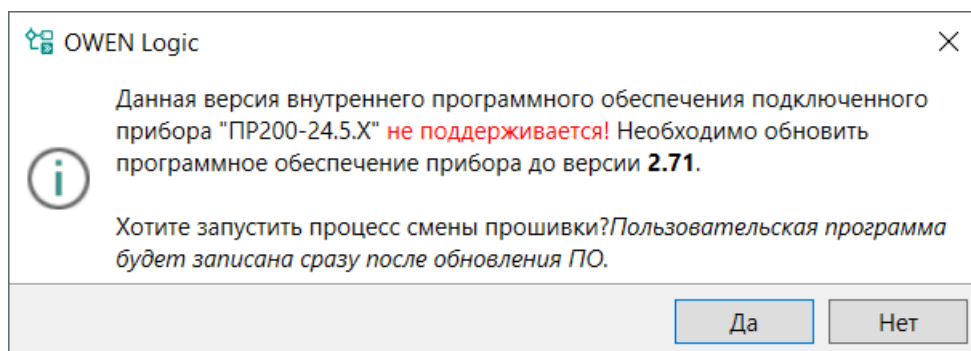 OWEN Logic
Данная версия внутреннего программного обеспечения подключенного
прибора "ПР200-24.5.X" не поддерживается! Необходимо обновить
программное обеспечение прибора до версии 2.71.
Хотите запустить процесс смены прошивки?Пользовательская программа
будет записана сразу после обновления ПО.
Да
Нет